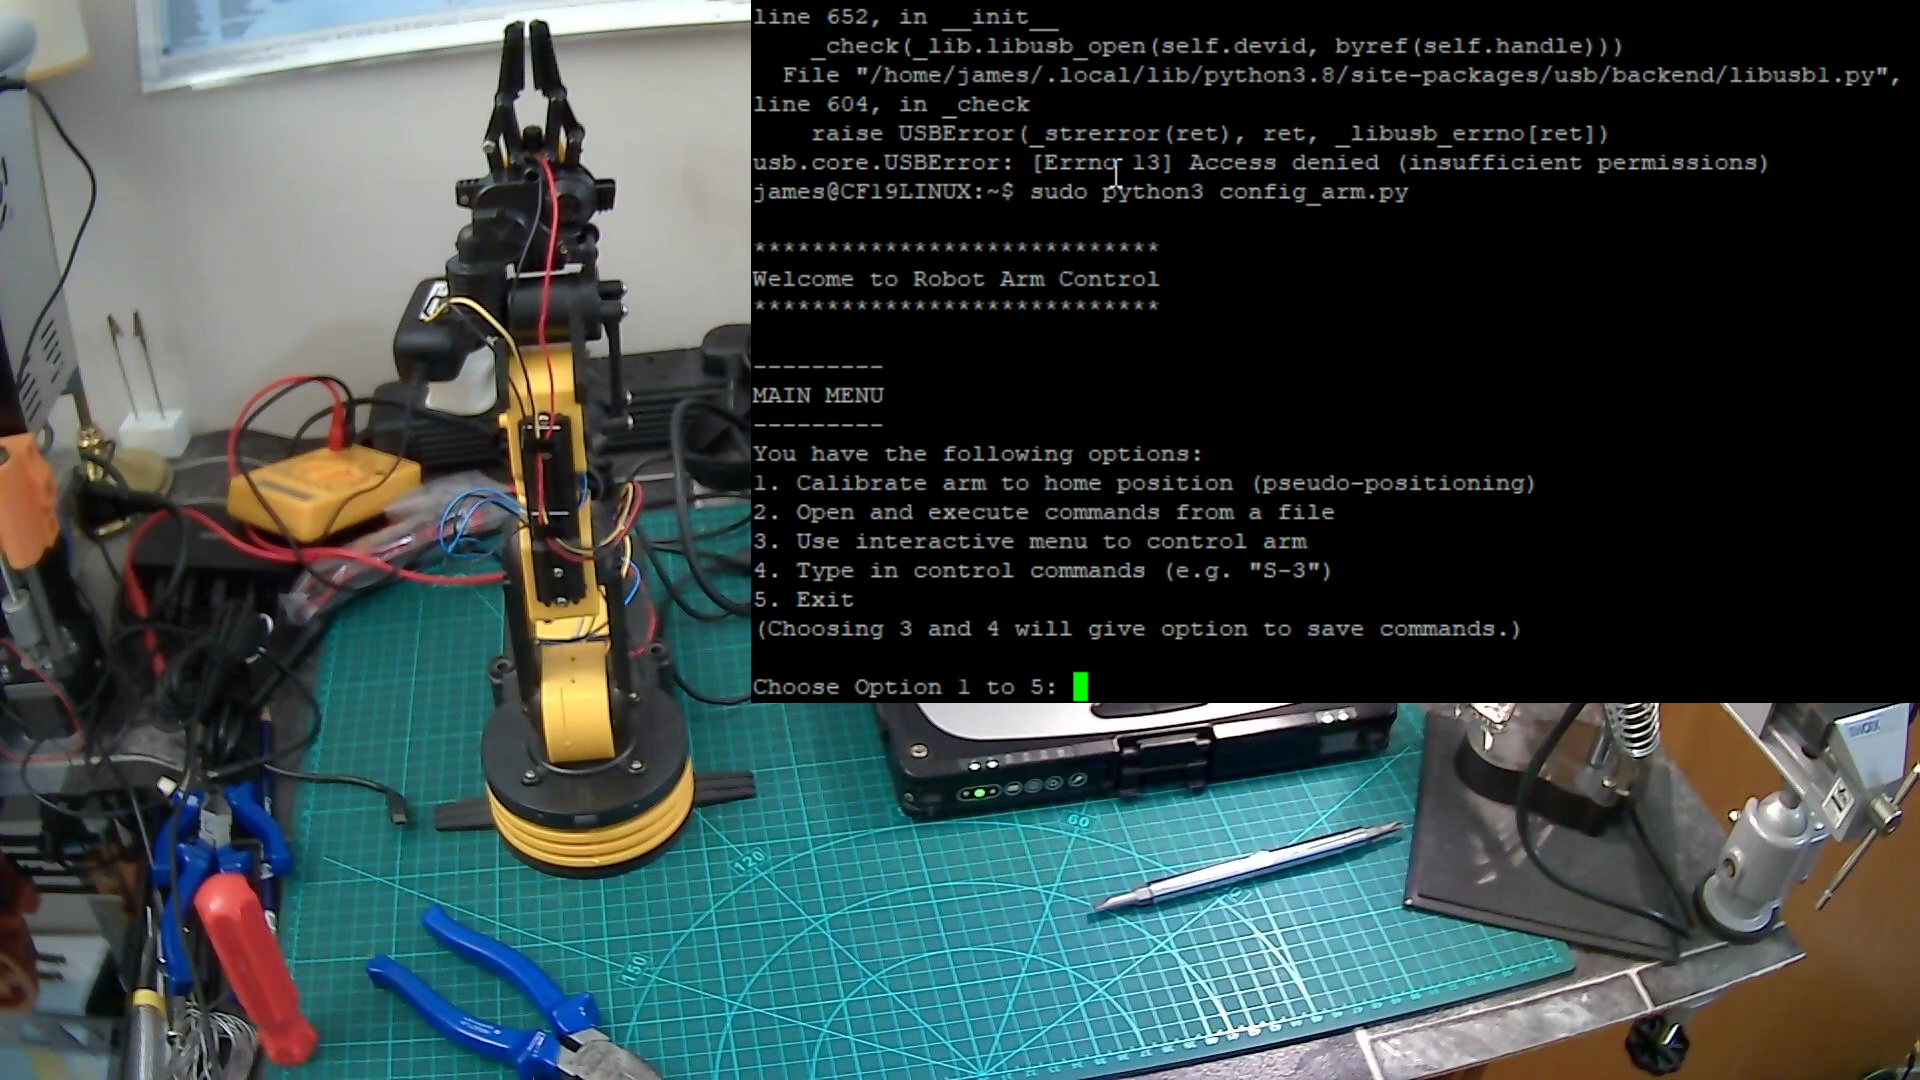 line 652, in __init__
_check(_lib.libusb_open(self.devid, byref(self.handle)))
File "/home/james/.local/lib/python3.8/site-packages/usb/backend/libusb1.py",
line 604, in _check
raise USBError(_strerror(ret), ret, _libusb_errno[ret])
usb.core.USBError: [Errno 13] Access denied (insufficient permissions)
james@CF19LINUX:~$ sudo python3 config_arm.py
****************************
Welcome to Robot Arm Control
****************************
---------
MAIN MENU
---------
You have the following options:
1. Calibrate arm to home position (pseudo-positioning)
2. Open and execute commands from a file
3. Use interactive menu to control arm
4. Type in control commands (e.g. "S-3")
5. Exit
(Choosing 3 and 4 will give option to save commands.)
Choose Option 1 to 5:
60
120
150